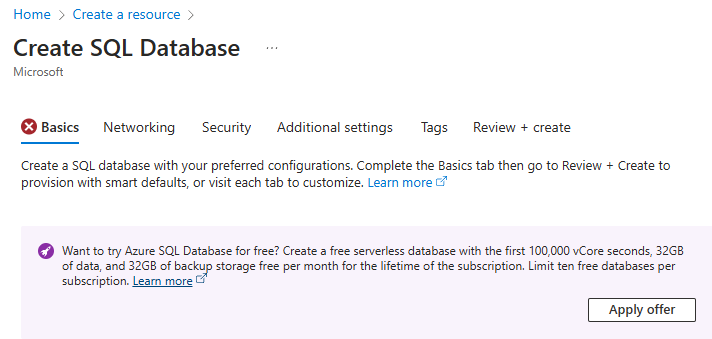 Home > Create a resource >
Create SQL Database ...
Microsoft
Basics Networking Security Additional settings Tags Review + create
Create a SQL database with your preferred configurations. Complete the Basics tab then go to Review + Create to
provision with smart defaults, or visit each tab to customize. Learn more
Want to try Azure SQL Database for free? Create a free serverless database with the first 100,000 vCore seconds, 32GB
of data, and 32GB of backup storage free per month for the lifetime of the subscription. Limit ten free databases per
subscription. Learn more
Apply offer